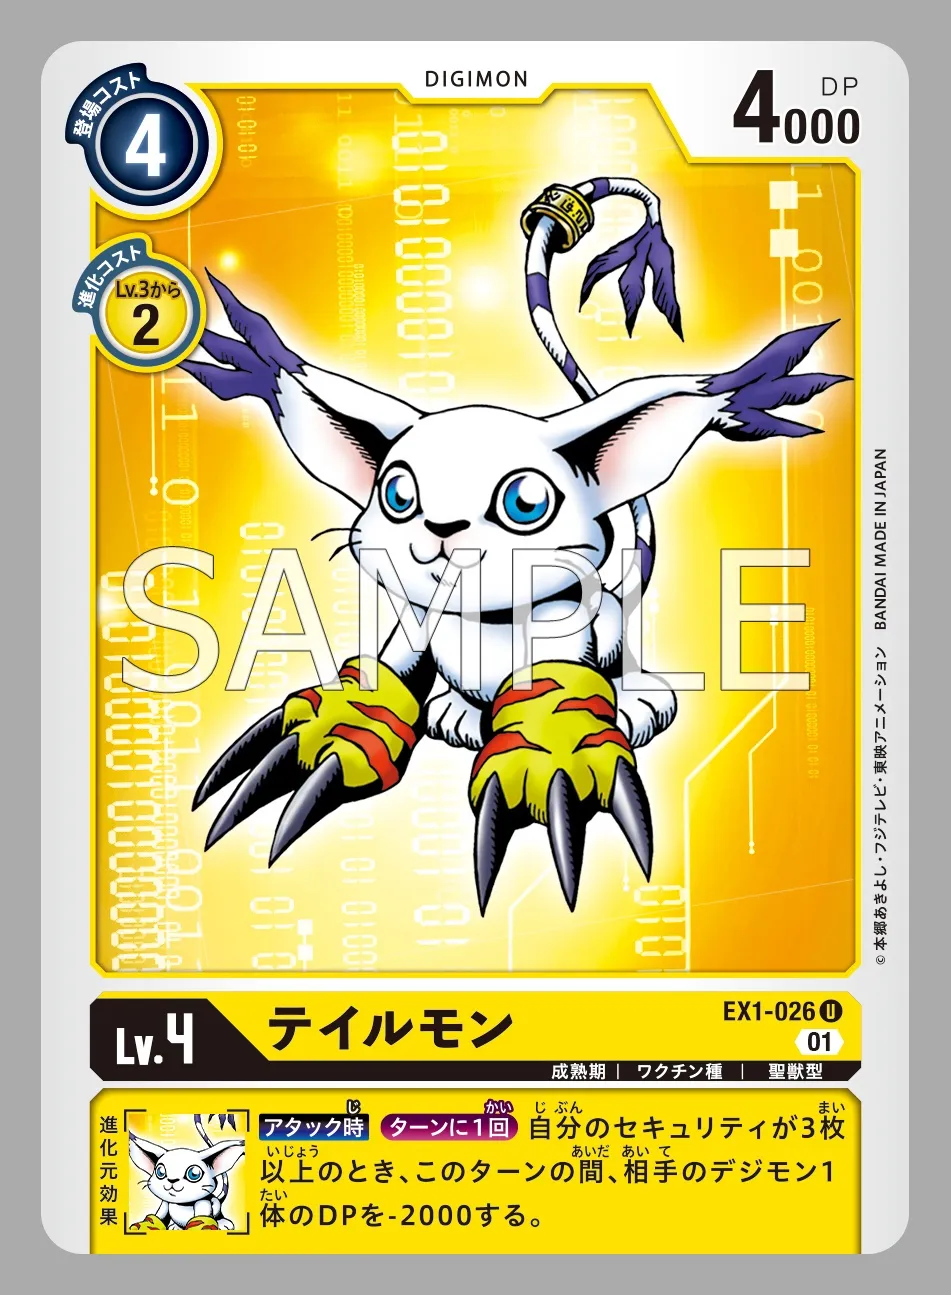 DIGIMON
登場コスト
4
DP
4000
進化コスト
Lv.3から
2
SAMPLE
©本郷あきよし・フジテレビ・東映アニメーション BANDAI MADE IN JAPAN
Lv.4
テイルモン
EX1-026 U
01
成熟期 | ワクチン種 | 聖獣型
進化元効果
アタック時 ターンに1回 自分のセキュリティが3枚
以上のとき、このターンの間、相手のデジモン1
体のDPを-2000する。